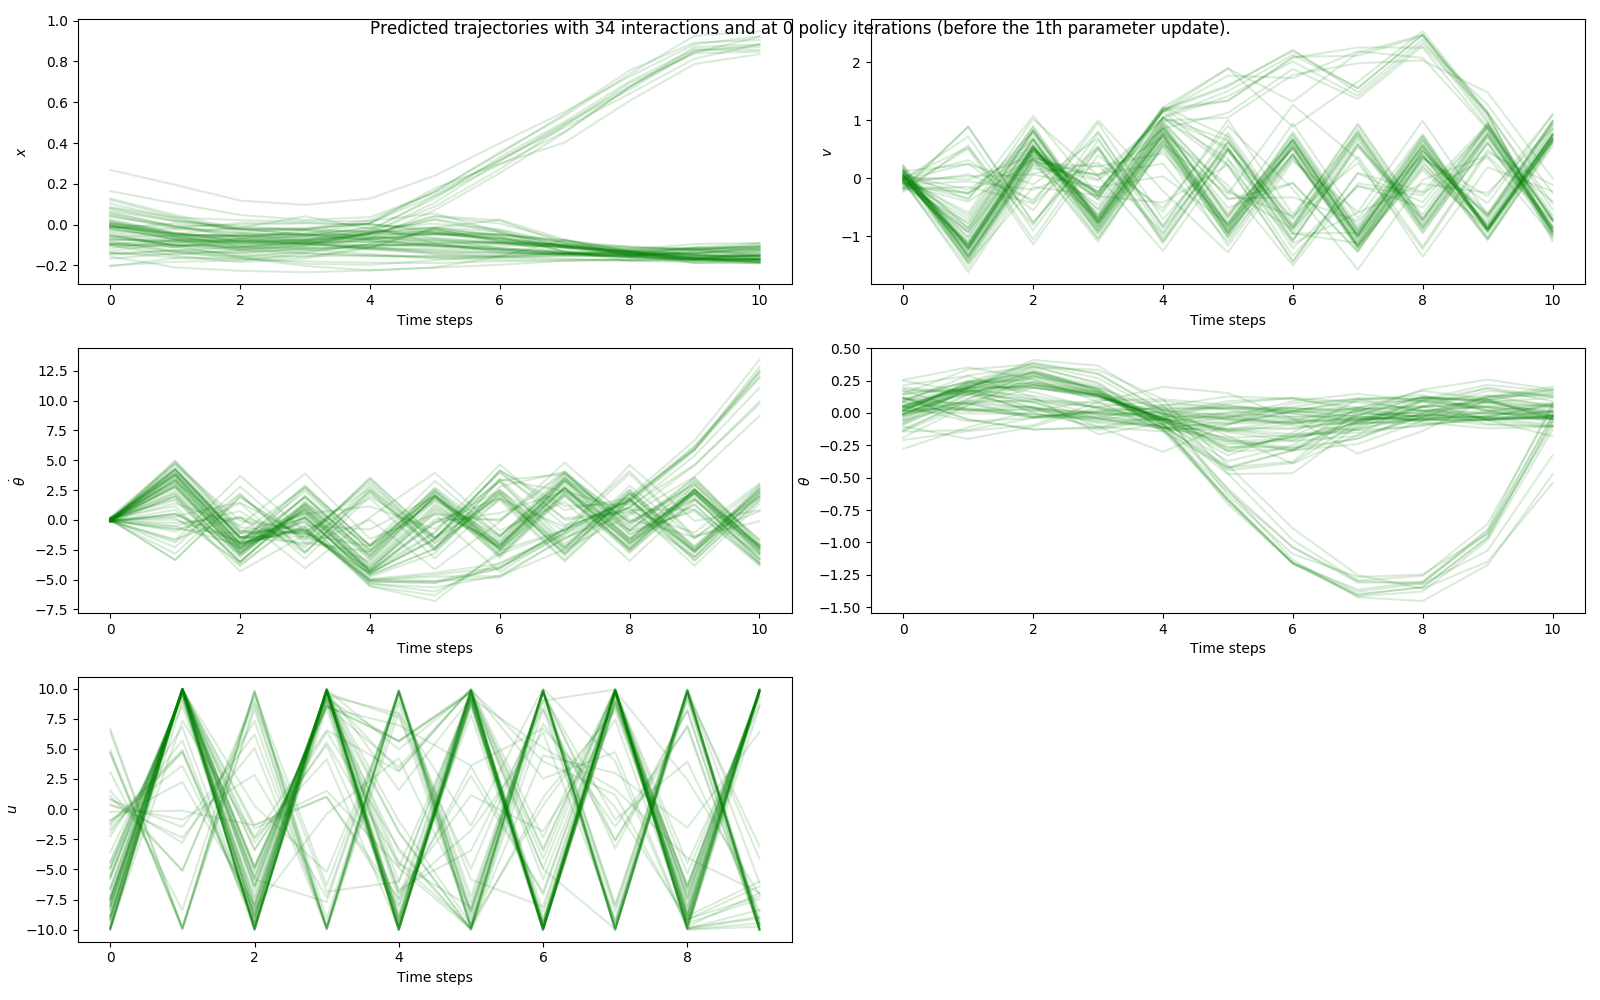 Predicted trajectories with 34 interactions and at 0 policy iterations (before the 1th parameter update).
1.0
0.8
0.6
0.4
0.2
0.0
−0.2
x
0 2 4 6 8 10
Time steps
2
1
0
−1
v
0 2 4 6 8 10
Time steps
12.5
10.0
7.5
5.0
2.5
0.0
−2.5
−5.0
−7.5
θ̇
0 2 4 6 8 10
Time steps
0.50
0.25
0.00
−0.25
−0.50
−0.75
−1.00
−1.25
−1.50
θ
0 2 4 6 8 10
Time steps
10.0
7.5
5.0
2.5
0.0
−2.5
−5.0
−7.5
−10.0
u
0 2 4 6 8
Time steps